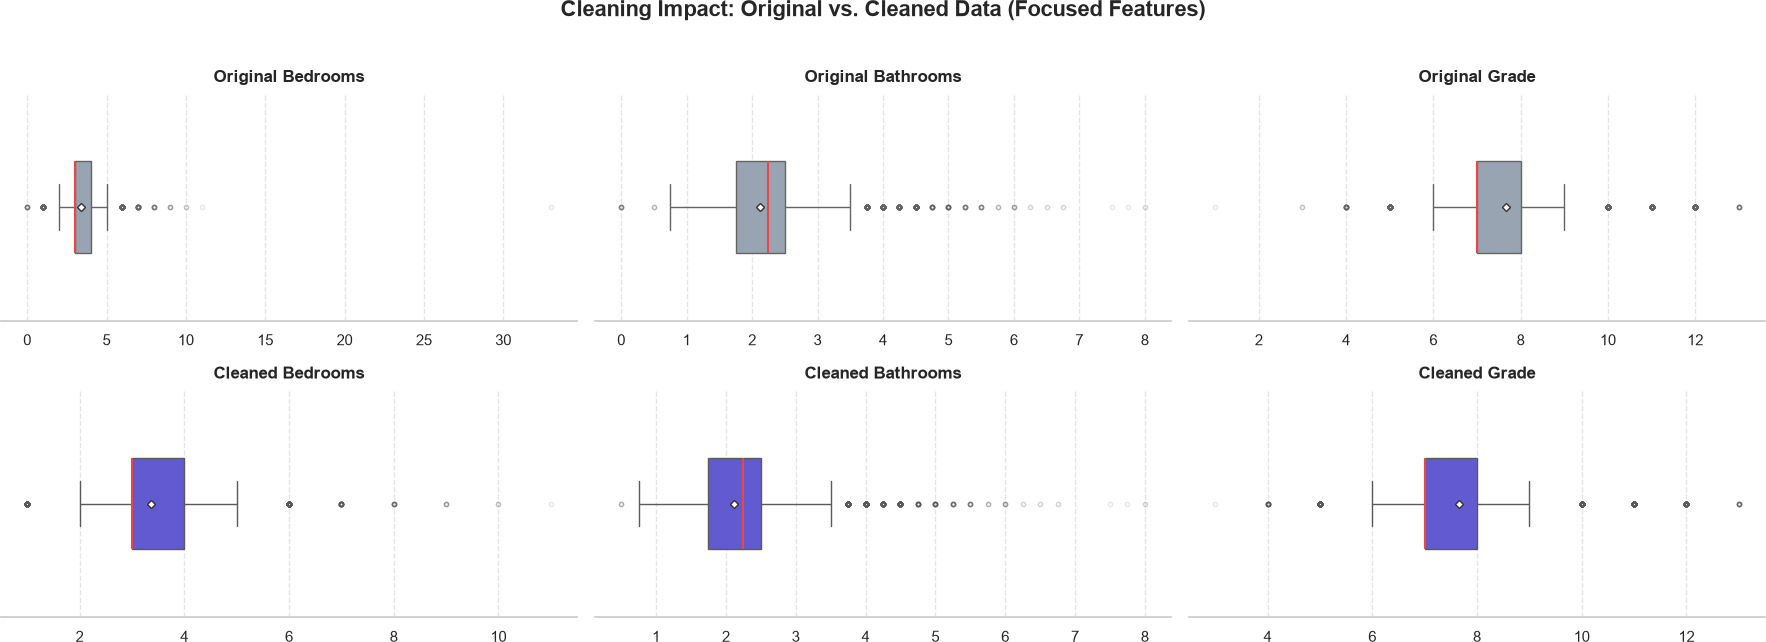 Cleaning Impact: Original vs. Cleaned Data (Focused Features)
Original Bedrooms
Original Bathrooms
Original Grade
0 5 10 15 20 25 30
0 1 2 3 4 5 6 7 8
2 4 6 8 10 12
Cleaned Bedrooms
Cleaned Bathrooms
Cleaned Grade
2 4 6 8 10
1 2 3 4 5 6 7 8
4 6 8 10 12